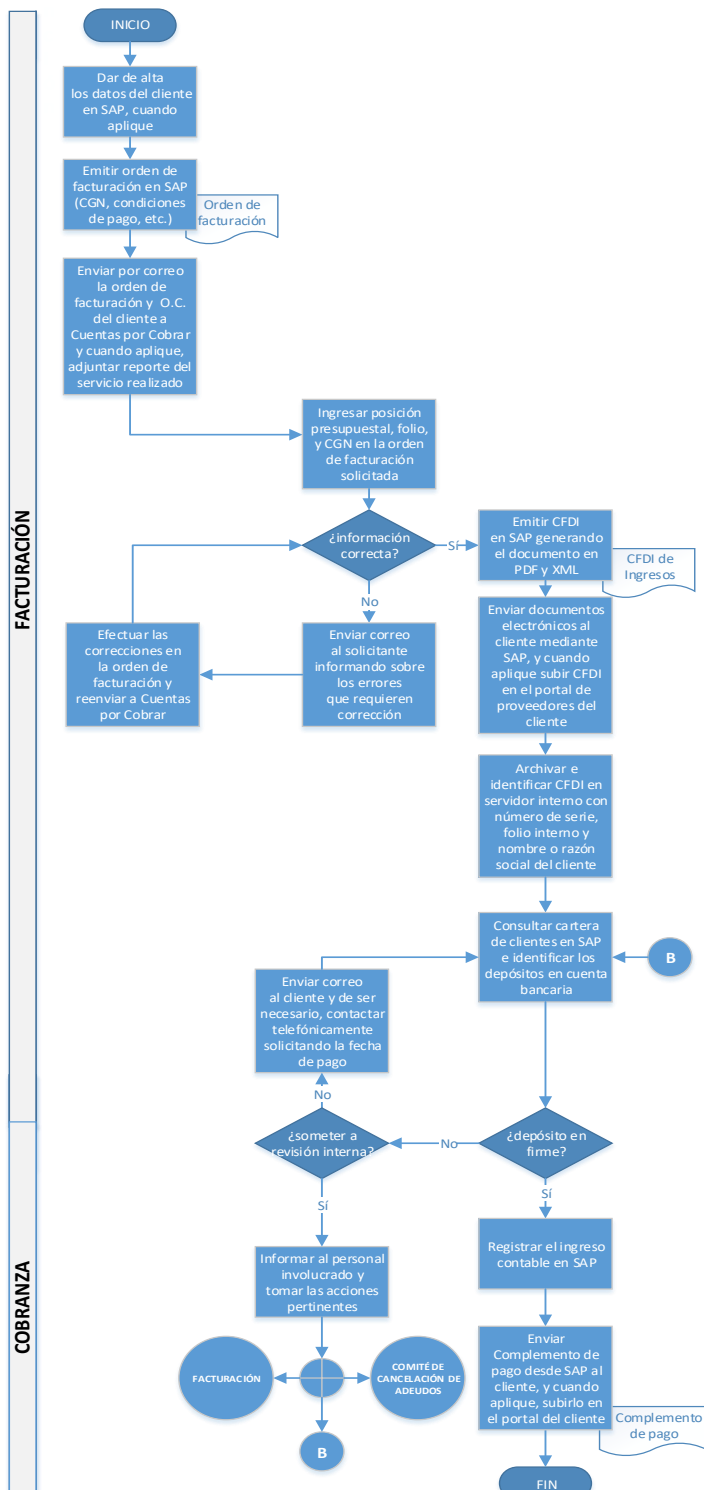 INICIO
Dar de alta
los datos del cliente
en SAP, cuando
aplique
Emitir orden de
facturación en SAP
(CGN, condiciones
de pago, etc.)
Orden de
facturación
Enviar por correo
la orden de
facturación y O.C.
del cliente a
Cuentas por Cobrar
y cuando aplique,
adjuntar reporte del
servicio realizado
Ingresar posición
presupuestal, folio,
y CGN en la orden
de facturación
solicitada
¿información
correcta?
Sí
No
Emitir CFDI
en SAP generando
el documento en
PDF y XML
CFDI de
Ingresos
Enviar correo
al solicitante
informando sobre
los errores
que requieren
corrección
Efectuar las
correcciones en
la orden de
facturación y
reenviar a Cuentas
por Cobrar
Enviar documentos
electrónicos al
cliente mediante
SAP, y cuando
aplique subir CFDI
en el portal de
proveedores del
cliente
Archivar e
identificar CFDI en
servidor interno con
número de serie,
folio interno y
nombre o razón
social del cliente
Consultar cartera
de clientes en SAP
e identificar los
depósitos en cuenta
bancaria
B
Enviar correo
al cliente y de ser
necesario, contactar
telefónicamente
solicitando la fecha
de pago
No
¿someter a
revisión interna?
No
¿depósito en
firme?
Sí
Sí
Informar al personal
involucrado y
tomar las acciones
pertinentes
Registrar el ingreso
contable en SAP
FACTURACIÓN
COMITÉ DE
CANCELACIÓN DE
ADEUDOS
B
Enviar
Complemento de
pago desde SAP al
cliente, y cuando
aplique, subirlo en
el portal del cliente
Complemento
de pago
FIN
FACTURACIÓN
COBRANZA